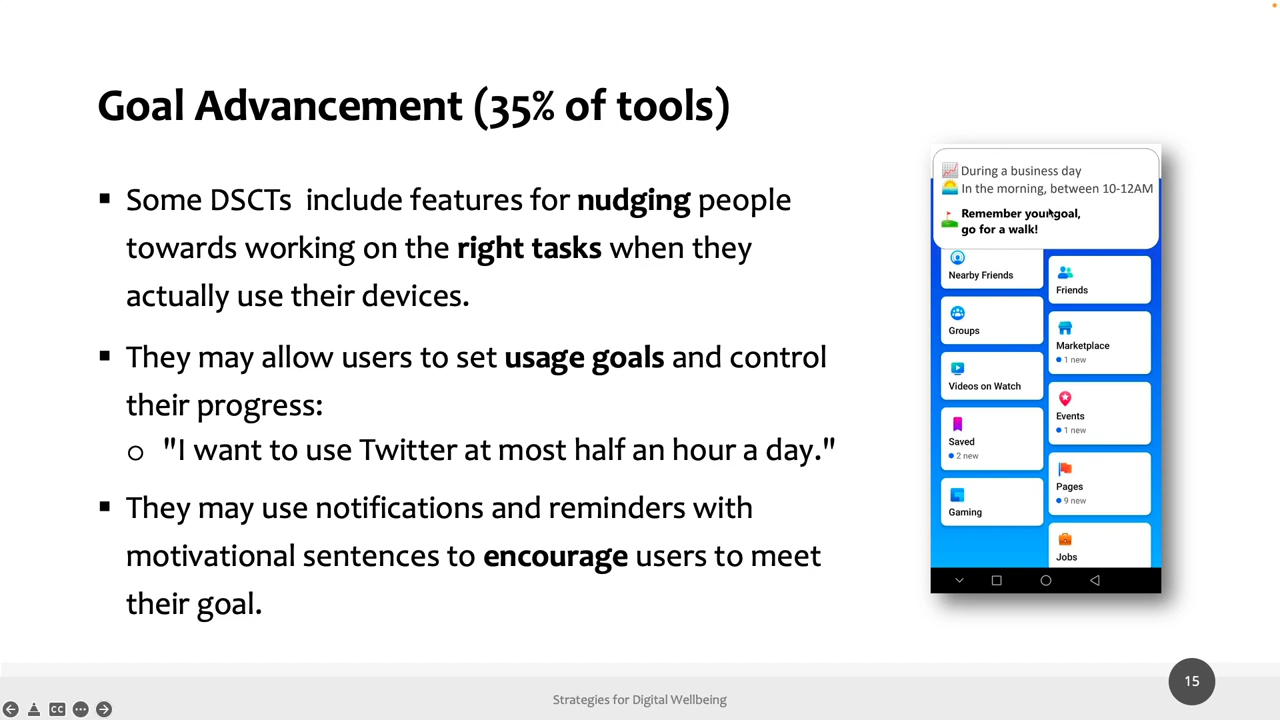 Goal Advancement (35% of tools)
▪ Some DSCTs include features for nudging people
towards working on the right tasks when they
actually use their devices.
▪ They may allow users to set usage goals and control
their progress:
o "I want to use Twitter at most half an hour a day."
▪ They may use notifications and reminders with
motivational sentences to encourage users to meet
their goal.
During a business day
In the morning, between 10-12AM
Remember your goal,
go for a walk!
Nearby Friends
Groups
Videos on Watch
Saved
2 new
Gaming
Friends
Marketplace
1 new
Events
1 new
Pages
9 new
Jobs
Strategies for Digital Wellbeing
15
CC